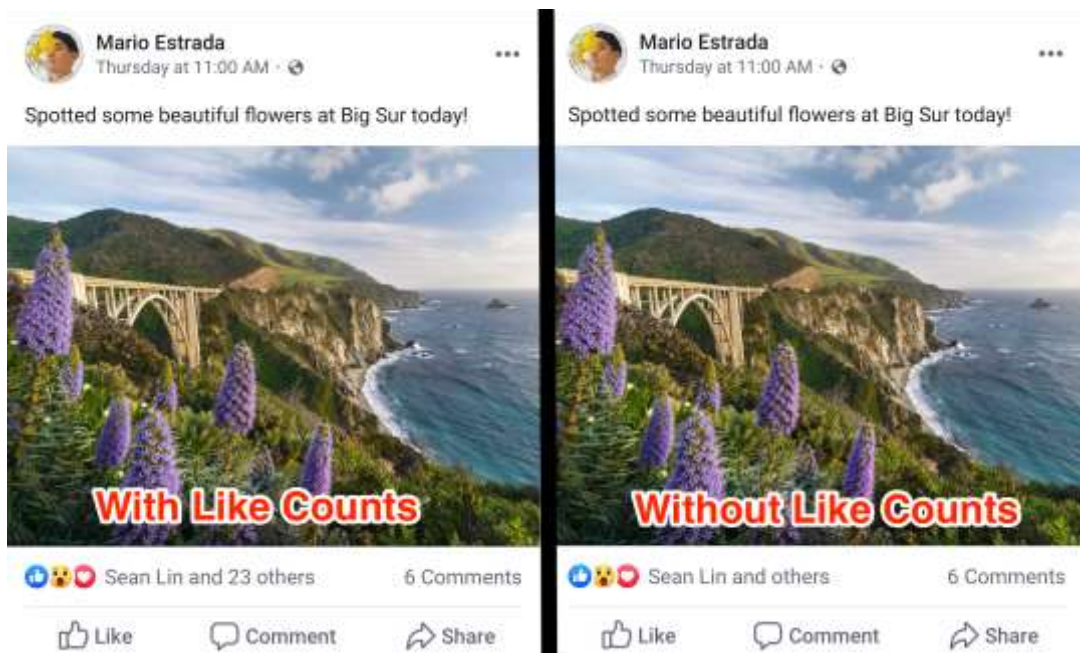 Mario Estrada
Thursday at 11:00 AM ·
Spotted some beautiful flowers at Big Sur today!
With Like Counts
Sean Lin and 23 others 6 Comments
Like Comment Share
Mario Estrada
Thursday at 11:00 AM ·
Spotted some beautiful flowers at Big Sur today!
Without Like Counts
Sean Lin and others 6 Comments
Like Comment Share